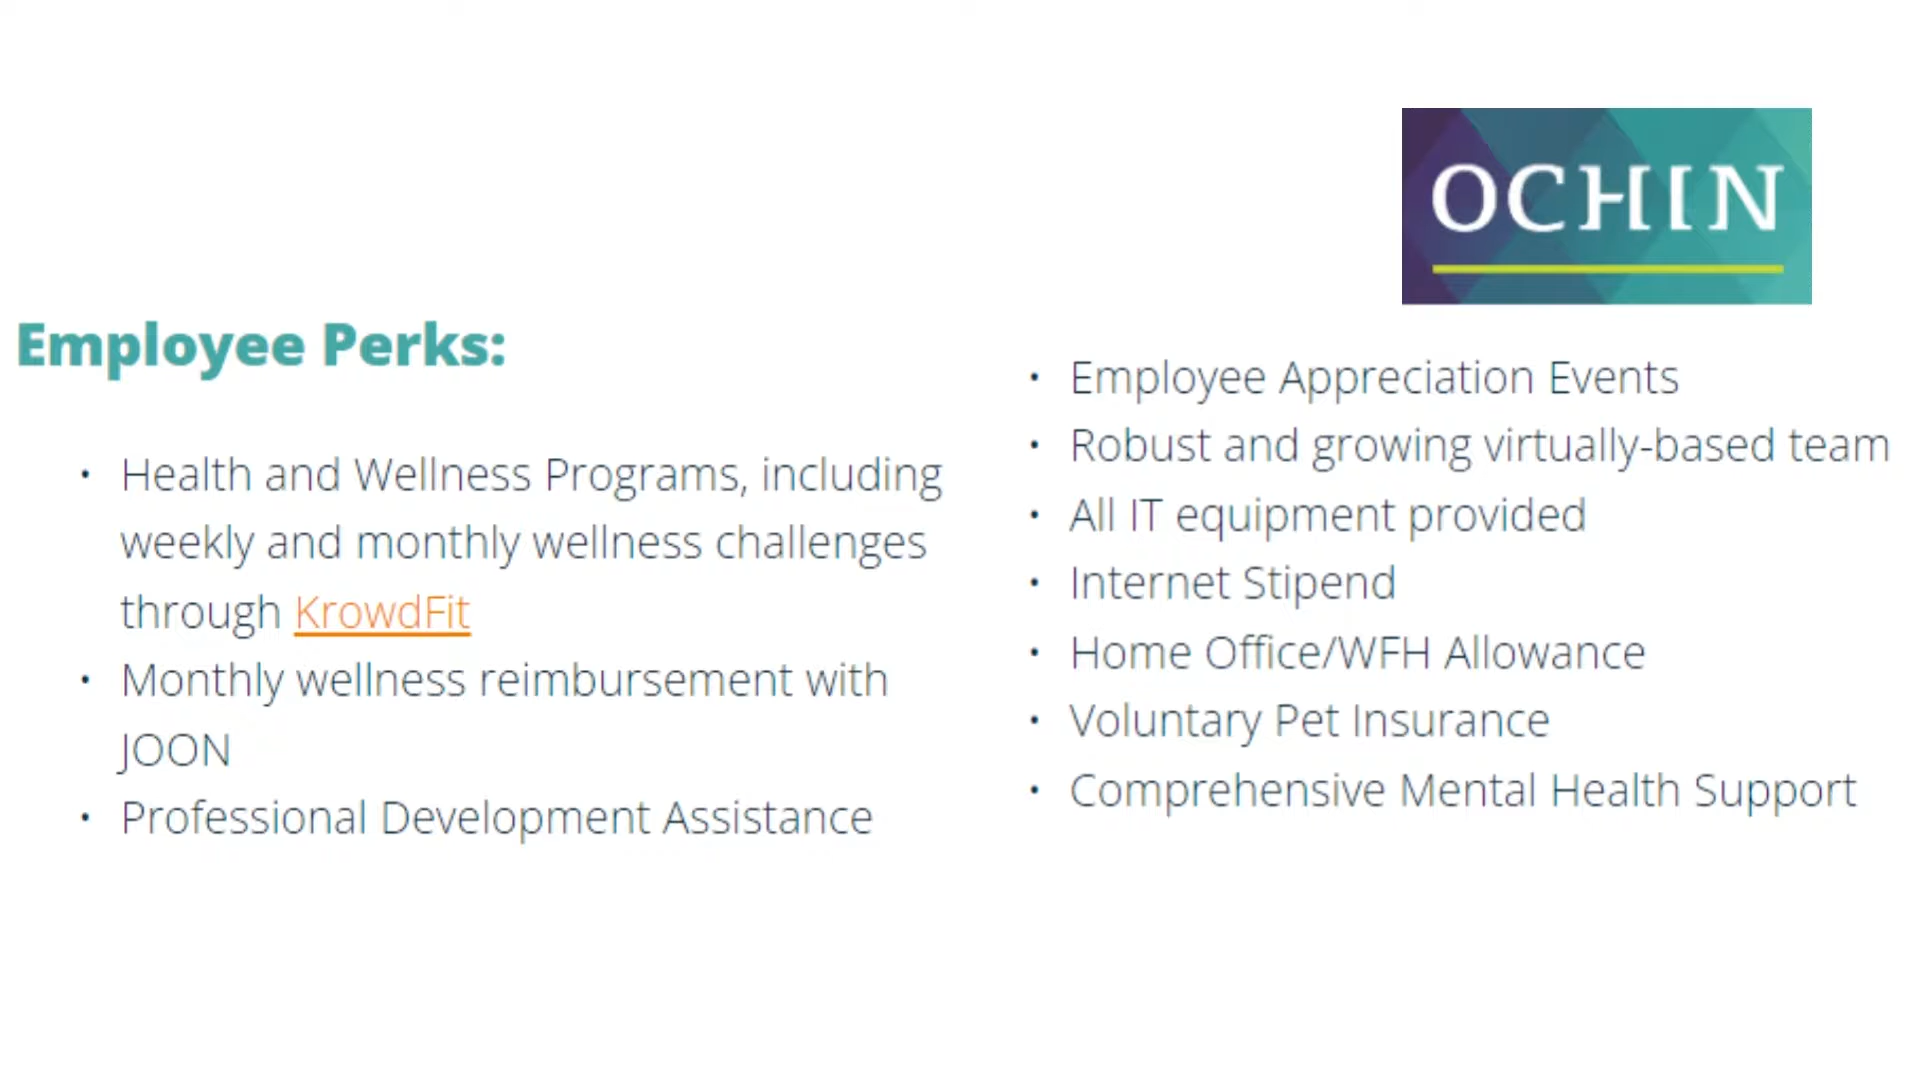 OCHIN
Employee Perks:
• Health and Wellness Programs, including
weekly and monthly wellness challenges
through KrowdFit
• Monthly wellness reimbursement with
JOON
• Professional Development Assistance
• Employee Appreciation Events
• Robust and growing virtually-based team
• All IT equipment provided
• Internet Stipend
• Home Office/WFH Allowance
• Voluntary Pet Insurance
• Comprehensive Mental Health Support